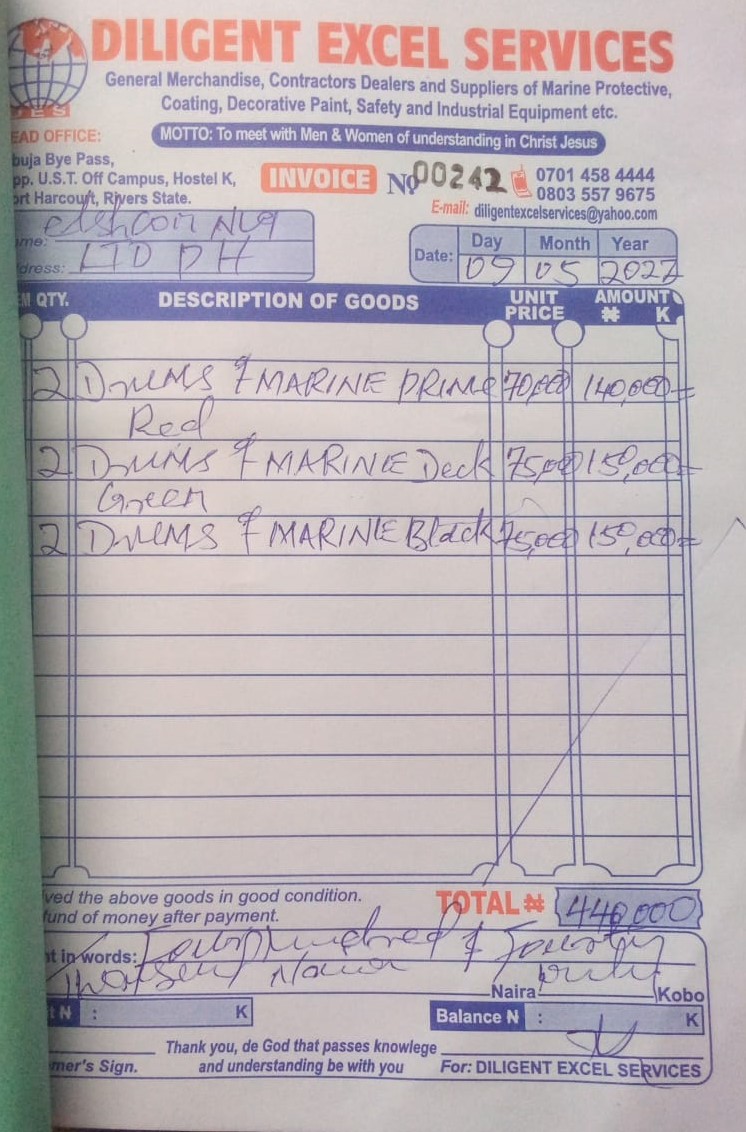 DILIGENT EXCEL SERVICES
General Merchandise, Contractors Dealers and Suppliers of Marine Protective,
Coating, Decorative Paint, Safety and Industrial Equipment etc.
EAD OFFICE:
MOTTO: To meet with Men & Women of understanding in Christ Jesus
buja Bye Pass,
pp. U.S.T. Off Campus, Hostel K,
ort Harcourt, Rivers State.
INVOICE No 00242
0701 458 4444
0803 557 9675
E-mail: diligentexcelservices@yahoo.com
me:
dress: LTD PH
Date: Day Month Year
09 05 2022
M QTY. DESCRIPTION OF GOODS UNIT PRICE AMOUNT ₦ K
2 Drums of MARINE PRIME 70,000 140,000=
Red
2 Drums of MARINE Deck 75,000 150,000=
Green
2 Drums of MARINE Black 75,000 150,000=
ved the above goods in good condition.
fund of money after payment.
TOTAL ₦ 440,000
nt in words: Four hundred & Fourty
Naira only
Naira Kobo
t ₦ : K
Balance ₦ : K
Thank you, de God that passes knowlege
and understanding be with you
mer's Sign.
For: DILIGENT EXCEL SERVICES